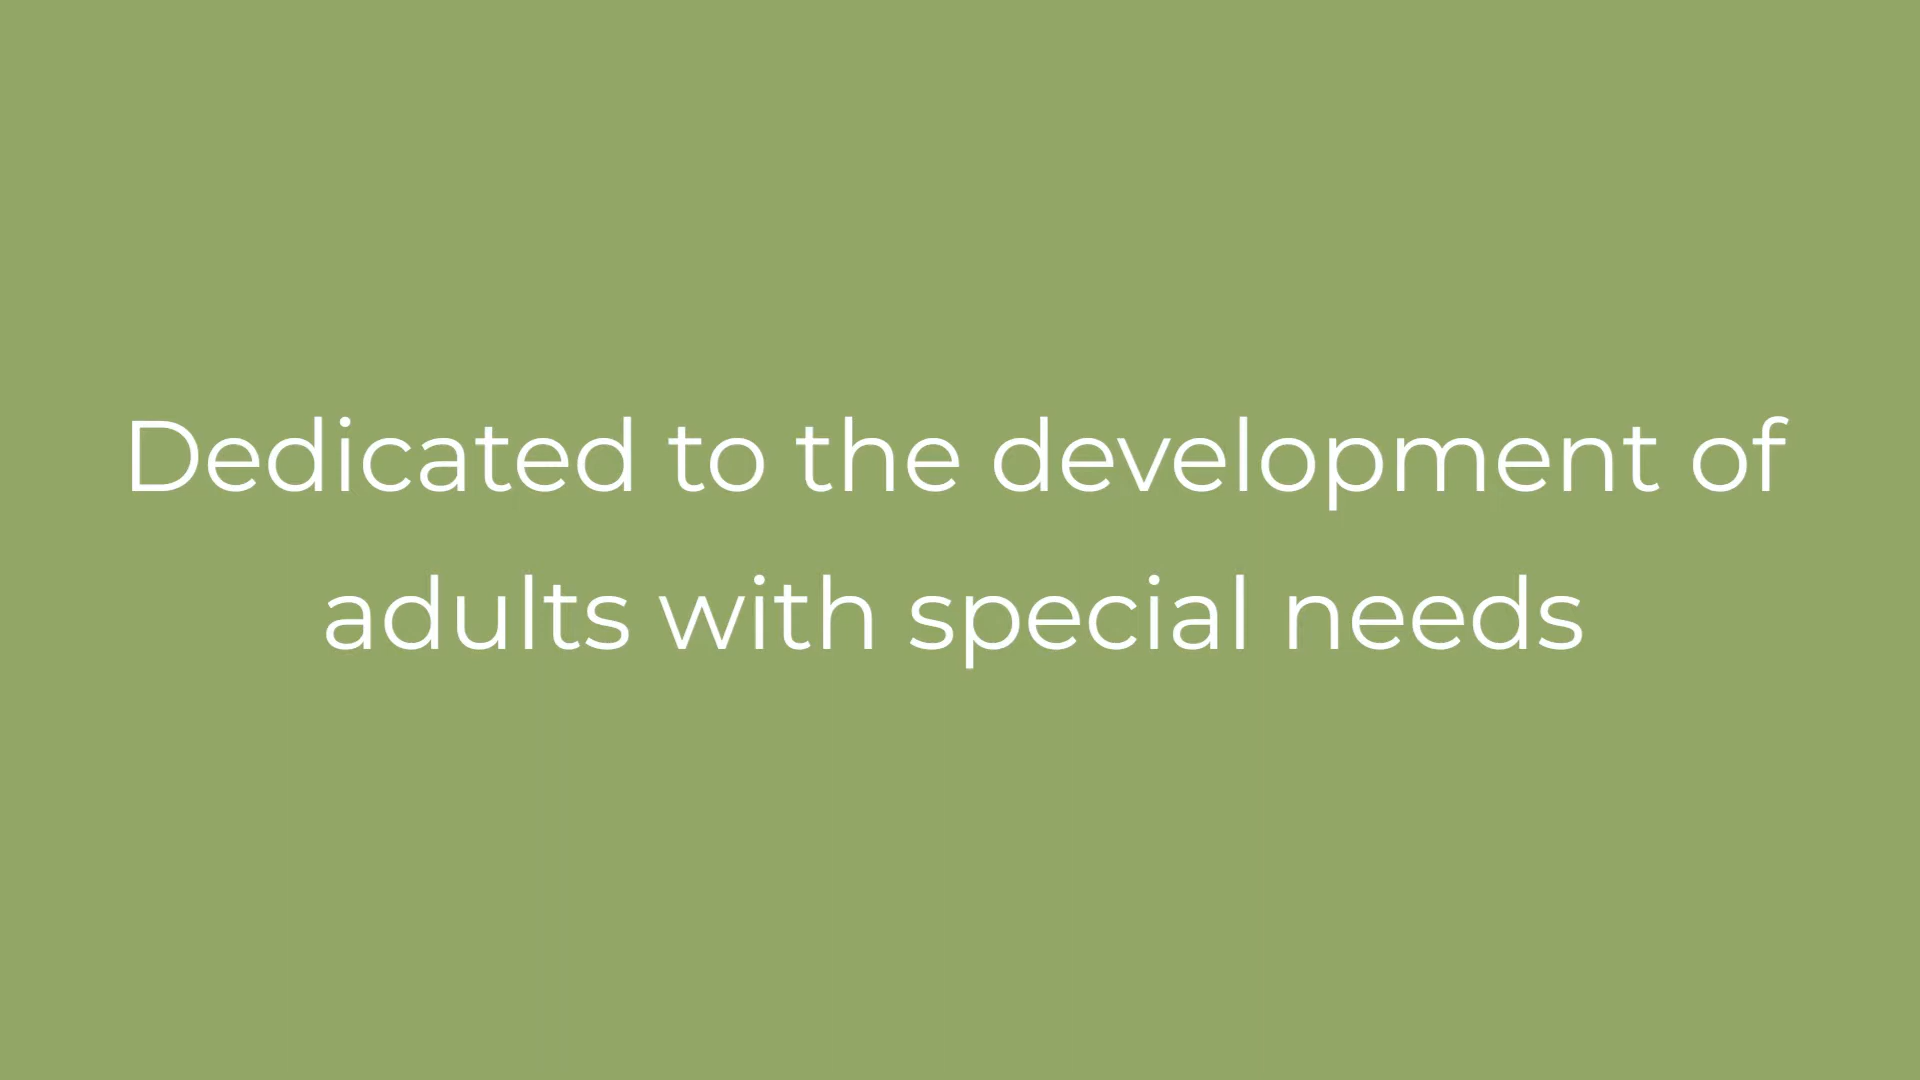 Dedicated to the development of
adults with special needs